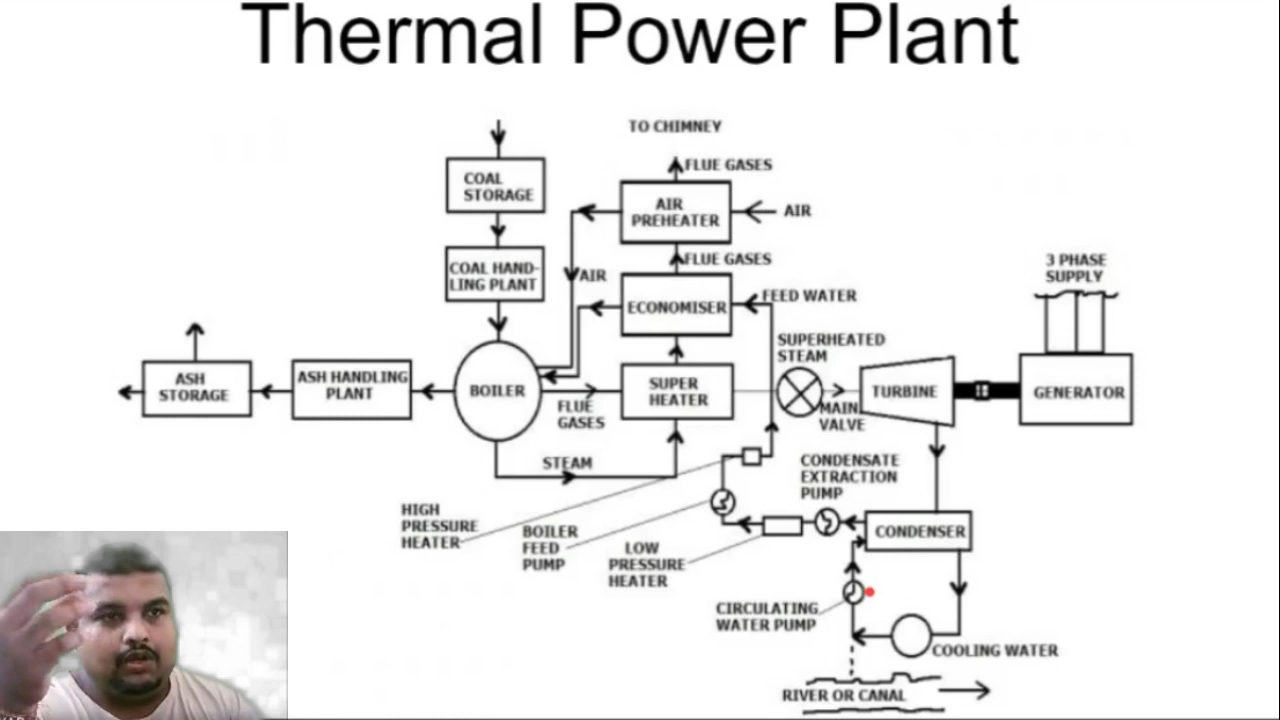 Thermal Power Plant
TO CHIMNEY
FLUE GASES
COAL
STORAGE
AIR
PREHEATER
AIR
FLUE GASES
COAL HAND-
LING PLANT
AIR
ECONOMISER
FEED WATER
3 PHASE
SUPPLY
SUPERHEATED
STEAM
ASH
STORAGE
ASH HANDLING
PLANT
BOILER
FLUE
GASES
SUPER
HEATER
MAIN
VALVE
TURBINE
GENERATOR
STEAM
CONDENSATE
EXTRACTION
PUMP
HIGH
PRESSURE
HEATER
BOILER
FEED
PUMP
LOW
PRESSURE
HEATER
CONDENSER
CIRCULATING
WATER PUMP
COOLING WATER
RIVER OR CANAL